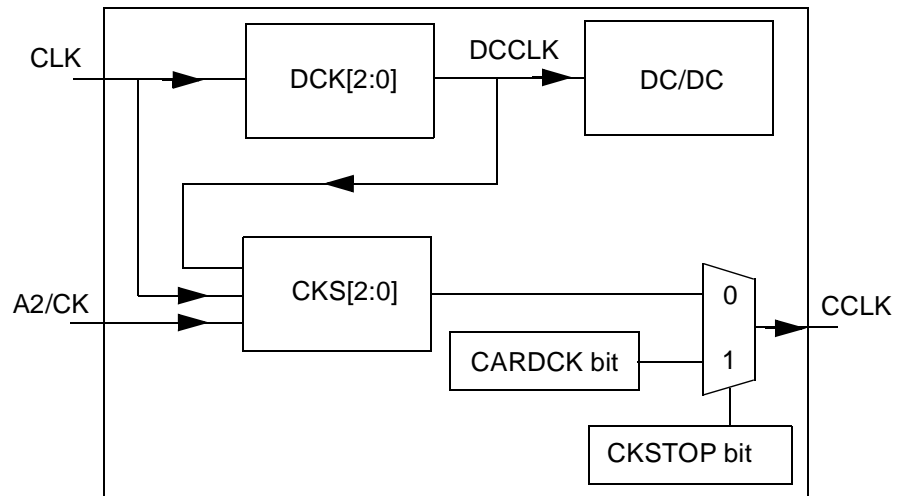 CLK
DCK[2:0]
DCCLK
DC/DC
A2/CK
CKS[2:0]
0
CCLK
CARDCK bit
1
CKSTOP bit